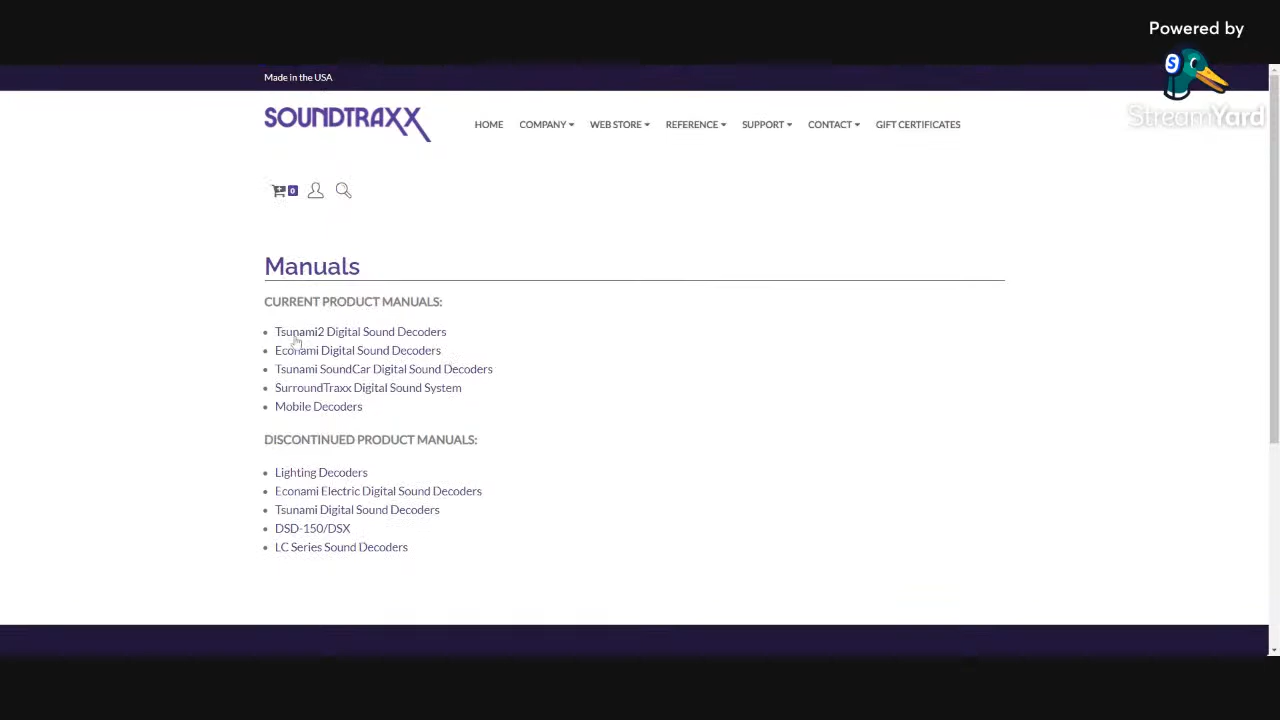 Powered by
S
StreamYard
Made in the USA
SOUNDTRAXX
HOME COMPANY WEB STORE REFERENCE SUPPORT CONTACT GIFT CERTIFICATES
0
Manuals
CURRENT PRODUCT MANUALS:
Tsunami2 Digital Sound Decoders
Econami Digital Sound Decoders
Tsunami SoundCar Digital Sound Decoders
SurroundTraxx Digital Sound System
Mobile Decoders
DISCONTINUED PRODUCT MANUALS:
Lighting Decoders
Econami Electric Digital Sound Decoders
Tsunami Digital Sound Decoders
DSD-150/DSX
LC Series Sound Decoders